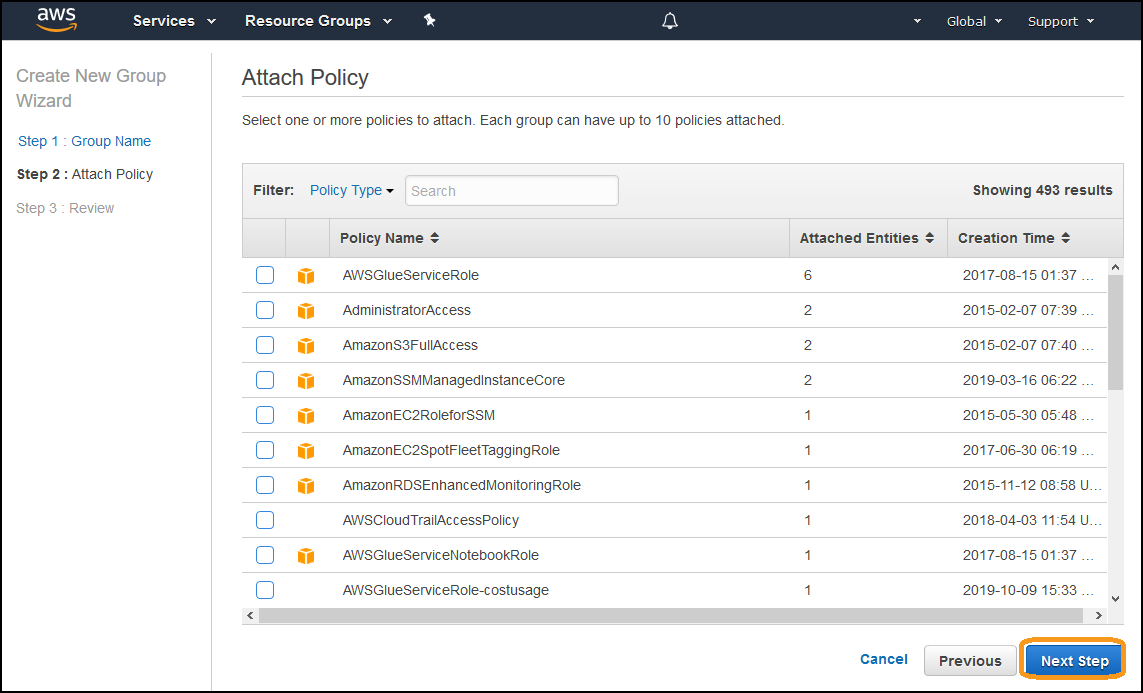 aws Services Resource Groups Global Support
Create New Group
Wizard
Step 1 : Group Name
Step 2 : Attach Policy
Step 3 : Review
Attach Policy
Select one or more policies to attach. Each group can have up to 10 policies attached.
Filter: Policy Type Search Showing 493 results
Policy Name Attached Entities Creation Time
AWSGlueServiceRole 6 2017-08-15 01:37 ...
AdministratorAccess 2 2015-02-07 07:39 ...
AmazonS3FullAccess 2 2015-02-07 07:40 ...
AmazonSSMManagedInstanceCore 2 2019-03-16 06:22 ...
AmazonEC2RoleforSSM 1 2015-05-30 05:48 ...
AmazonEC2SpotFleetTaggingRole 1 2017-06-30 06:19 ...
AmazonRDSEnhancedMonitoringRole 1 2015-11-12 08:58 U...
AWSCloudTrailAccessPolicy 1 2018-04-03 11:54 U...
AWSGlueServiceNotebookRole 1 2017-08-15 01:37 ...
AWSGlueServiceRole-costusage 1 2019-10-09 15:33 ...
Cancel Previous Next Step